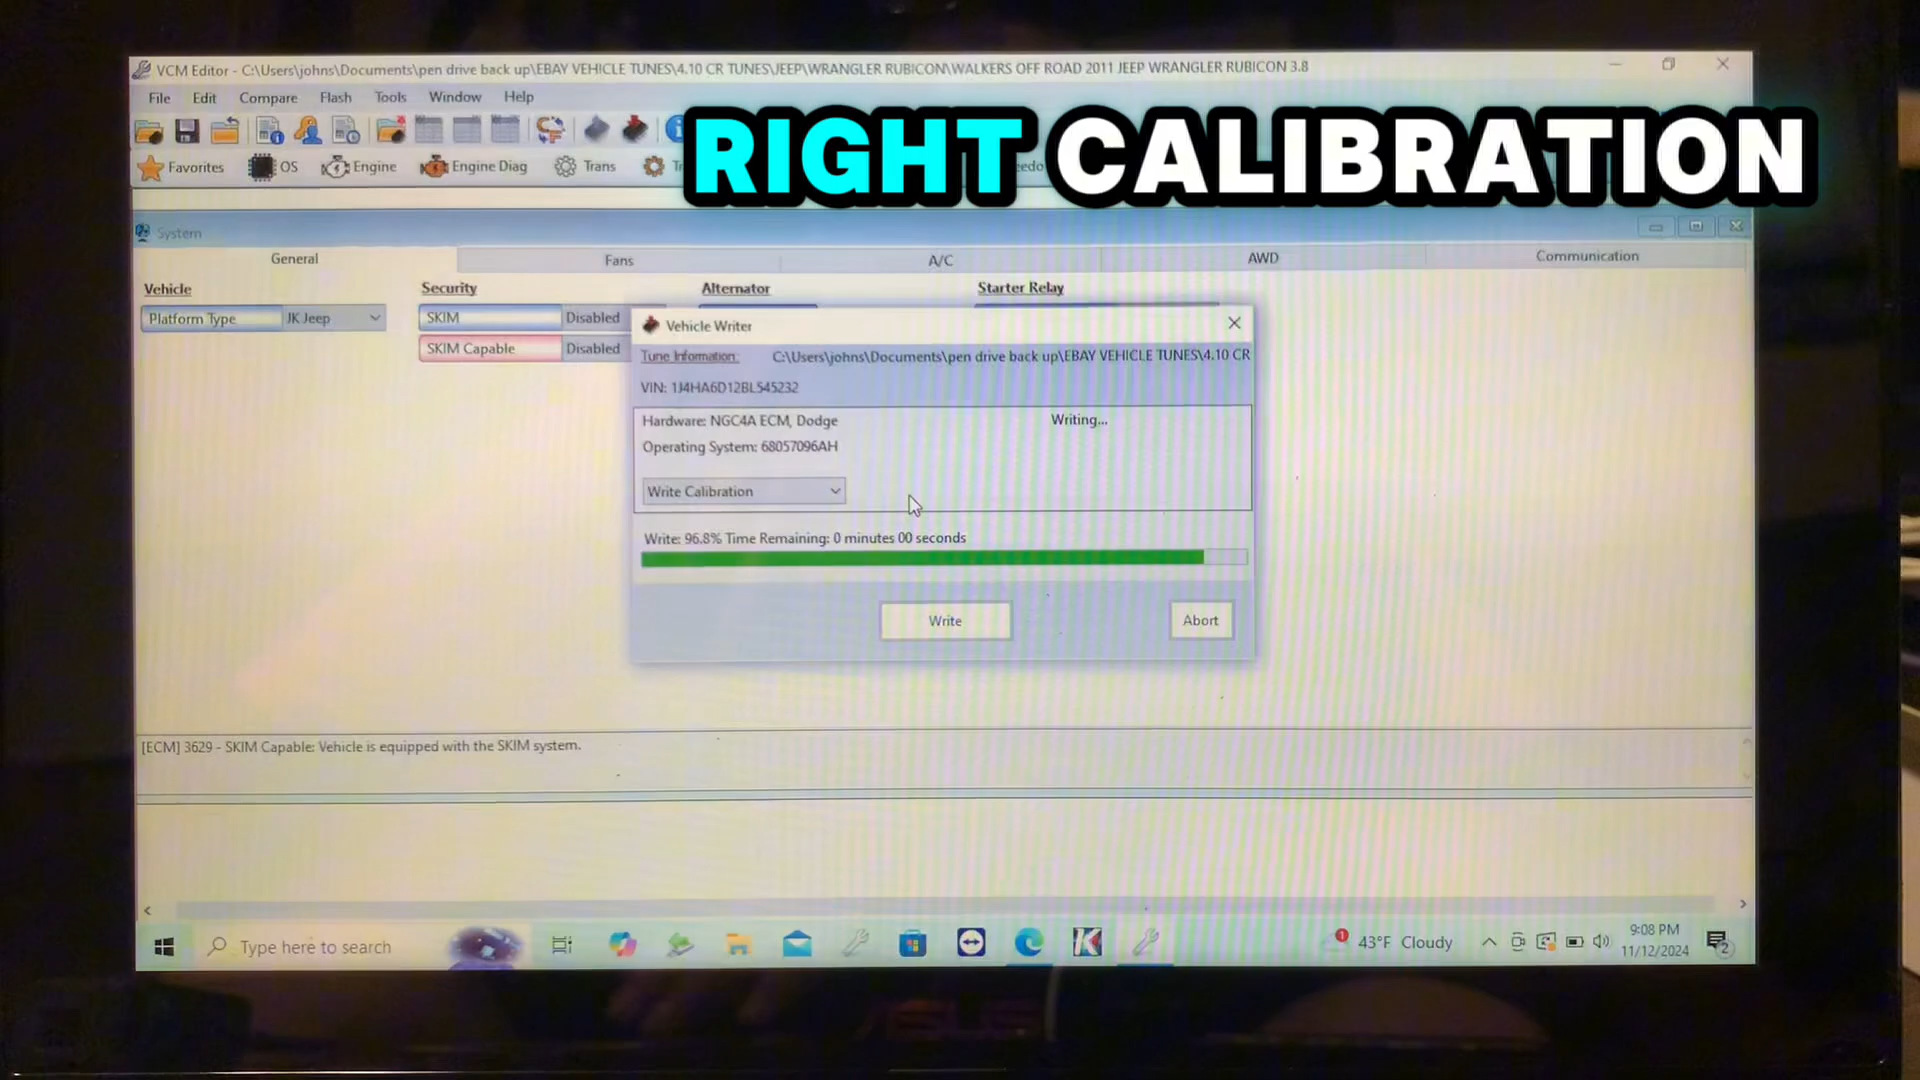 VCM Editor - C:\Users\johns\Documents\pen drive back up\EBAY VEHICLE TUNES\4.10 CR TUNES\JEEP\WRANGLER RUBICON\WALKERS OFF ROAD 2011 JEEP WRANGLER RUBICON 3.8
File Edit Compare Flash Tools Window Help
RIGHT CALIBRATION
Favorites OS Engine Engine Diag Trans
System
General Fans A/C AWD Communication
Vehicle Security Alternator Starter Relay
Platform Type JK Jeep SKIM Disabled
SKIM Capable Disabled
Vehicle Writer
Tune Information: C:\Users\johns\Documents\pen drive back up\EBAY VEHICLE TUNES\4.10 CR
VIN: 1J4HA6D12BL545232
Hardware: NGC4A ECM, Dodge Writing...
Operating System: 68057096AH
Write Calibration
Write: 96.8% Time Remaining: 0 minutes 00 seconds
Write Abort
[ECM] 3629 - SKIM Capable: Vehicle is equipped with the SKIM system.
Type here to search 1 43°F Cloudy 9:08 PM
11/12/2024 2
ASUS